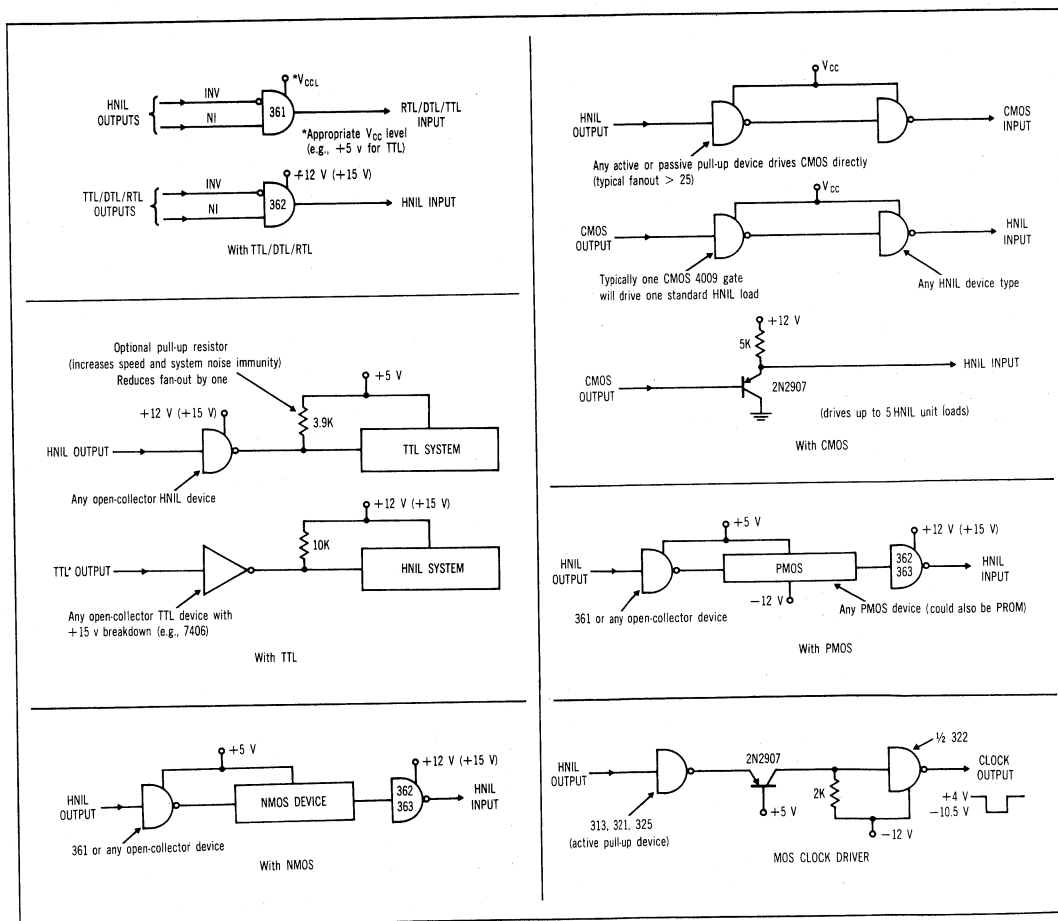 HNIL
OUTPUTS
INV
NI
361
*VCCL
RTL/DTL/TTL
INPUT
*Appropriate VCC level
(e.g., +5 v for TTL)
TTL/DTL/RTL
OUTPUTS
INV
NI
362
+12 V (+15 V)
HNIL INPUT
With TTL/DTL/RTL
Optional pull-up resistor
(increases speed and system noise immunity)
Reduces fan-out by one
+5 V
+12 V (+15 V)
3.9K
HNIL OUTPUT
TTL SYSTEM
Any open-collector HNIL device
+12 V (+15 V)
10K
TTL OUTPUT
HNIL SYSTEM
Any open-collector TTL device with
+15 v breakdown (e.g., 7406)
With TTL
+5 V
+12 V (+15 V)
HNIL
OUTPUT
NMOS DEVICE
362
363
HNIL
INPUT
361 or any open-collector device
With NMOS
VCC
HNIL
OUTPUT
CMOS
INPUT
Any active or passive pull-up device drives CMOS directly
(typical fanout > 25)
VCC
CMOS
OUTPUT
HNIL
INPUT
Typically one CMOS 4009 gate
will drive one standard HNIL load
Any HNIL device type
+12 V
5K
HNIL INPUT
CMOS
OUTPUT
2N2907
(drives up to 5 HNIL unit loads)
With CMOS
+5 V
+12 V (+15 V)
HNIL
OUTPUT
PMOS
362
363
HNIL
INPUT
−12 V
361 or any open-collector device
Any PMOS device (could also be PROM)
With PMOS
HNIL
OUTPUT
2N2907
½ 322
CLOCK
OUTPUT
2K
+5 V
+4 V
−10.5 V
−12 V
313, 321, 325
(active pull-up device)
MOS CLOCK DRIVER